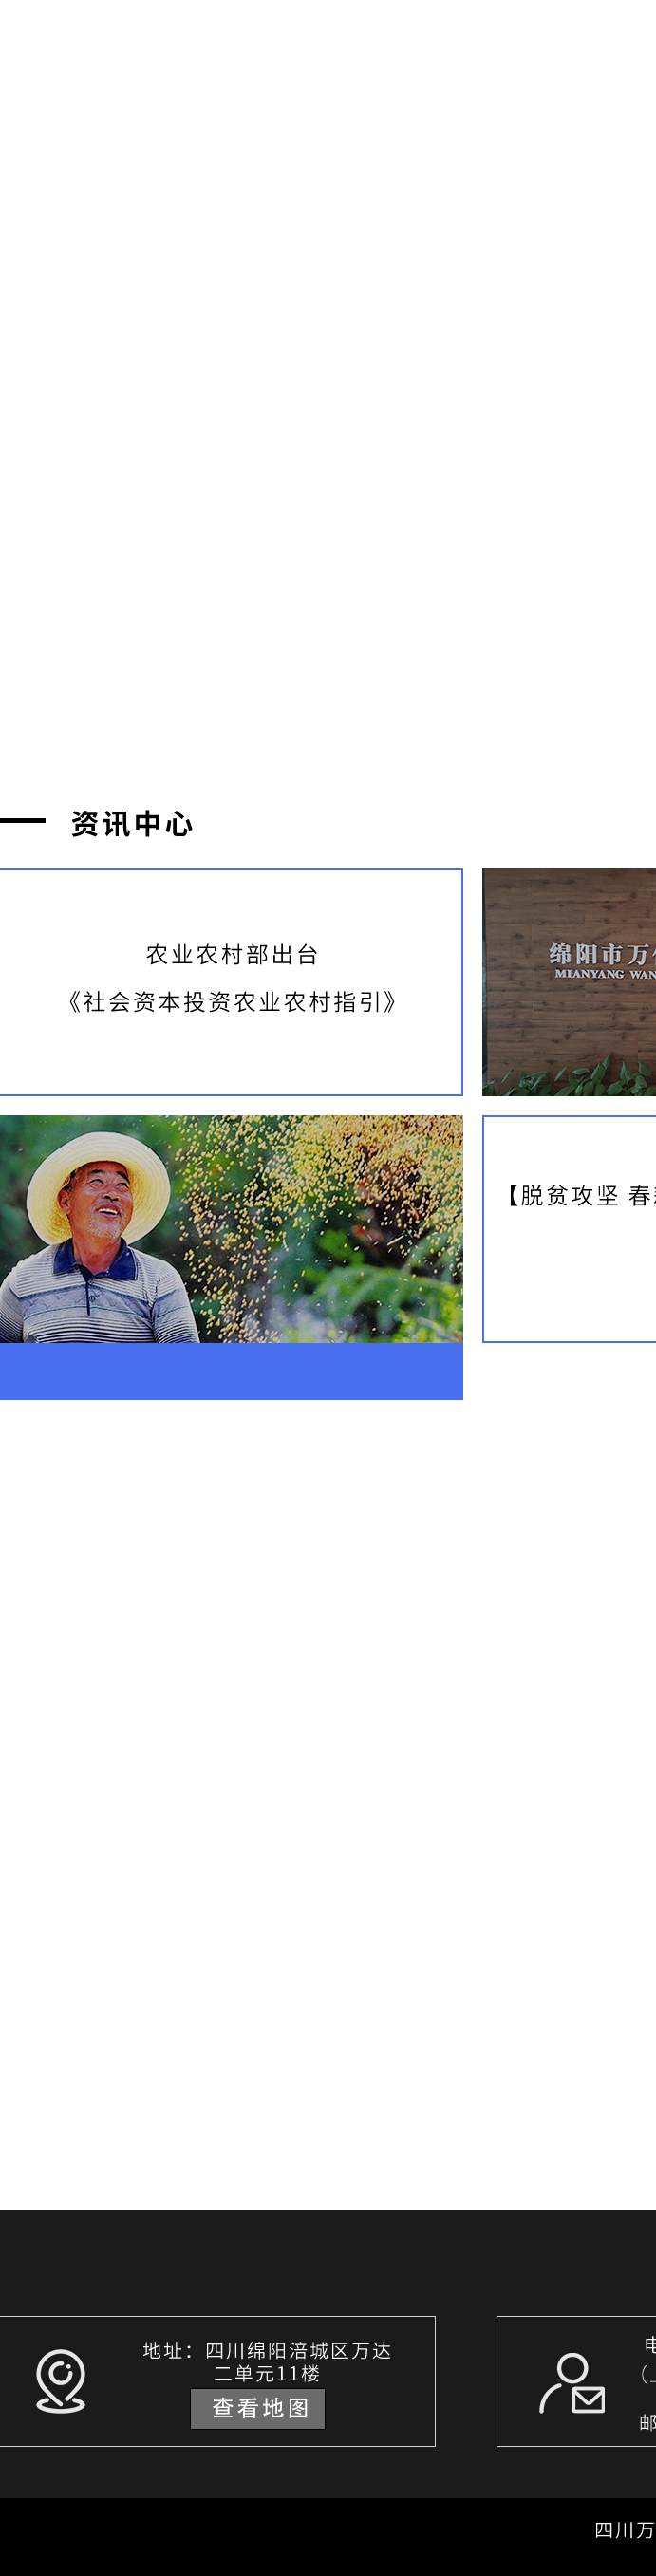 资讯中心
农业农村部出台
《社会资本投资农业农村指引》
绵阳市万
MIANYANG WAN
【脱贫攻坚 春
地址：四川绵阳涪城区万达
二单元11楼
查看地图
邮
四川万